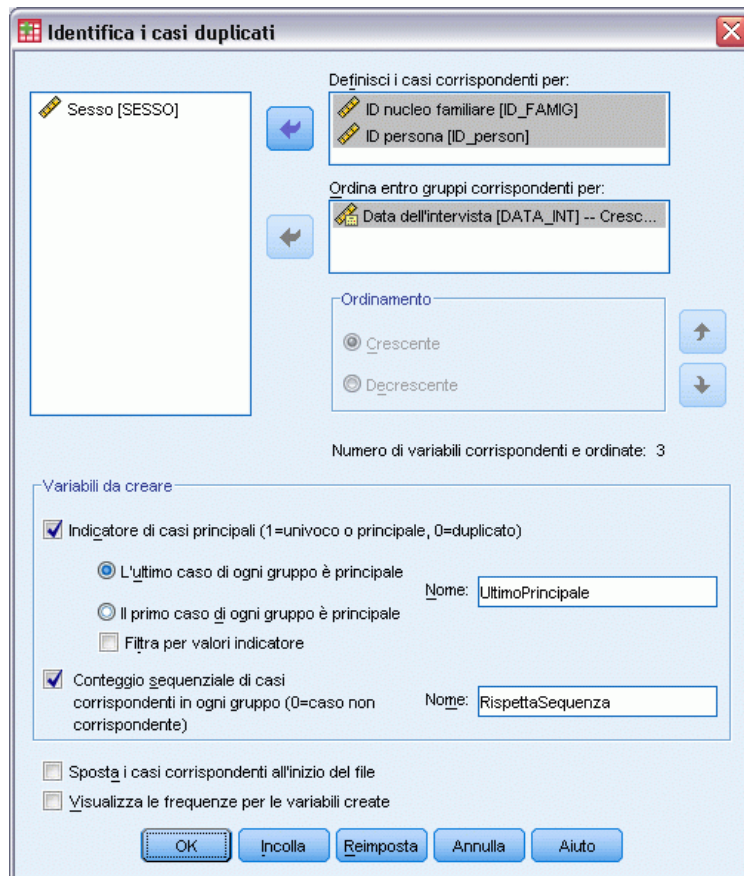 Identifica i casi duplicati
Sesso [SESSO]
Definisci i casi corrispondenti per:
ID nucleo familiare [ID_FAMIG]
ID persona [ID_person]
Ordina entro gruppi corrispondenti per:
Data dell'intervista [DATA_INT] -- Cresc...
Ordinamento
Crescente
Decrescente
Numero di variabili corrispondenti e ordinate: 3
Variabili da creare
Indicatore di casi principali (1=univoco o principale, 0=duplicato)
L'ultimo caso di ogni gruppo è principale
Il primo caso di ogni gruppo è principale
Nome: UltimoPrincipale
Filtra per valori indicatore
Conteggio sequenziale di casi
corrispondenti in ogni gruppo (0=caso non
corrispondente)
Nome: RispettaSequenza
Sposta i casi corrispondenti all'inizio del file
Visualizza le frequenze per le variabili create
OK Incolla Reimposta Annulla Aiuto